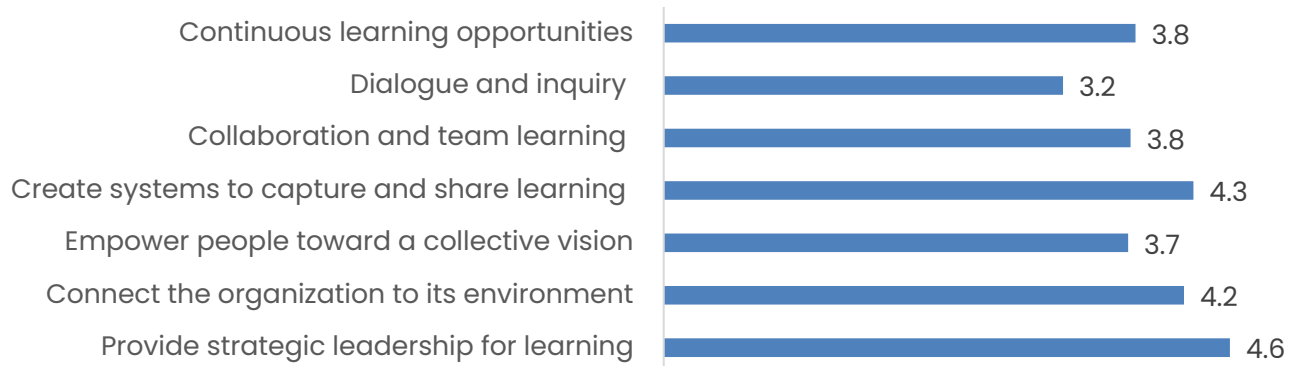 Continuous learning opportunities 3.8
Dialogue and inquiry 3.2
Collaboration and team learning 3.8
Create systems to capture and share learning 4.3
Empower people toward a collective vision 3.7
Connect the organization to its environment 4.2
Provide strategic leadership for learning 4.6